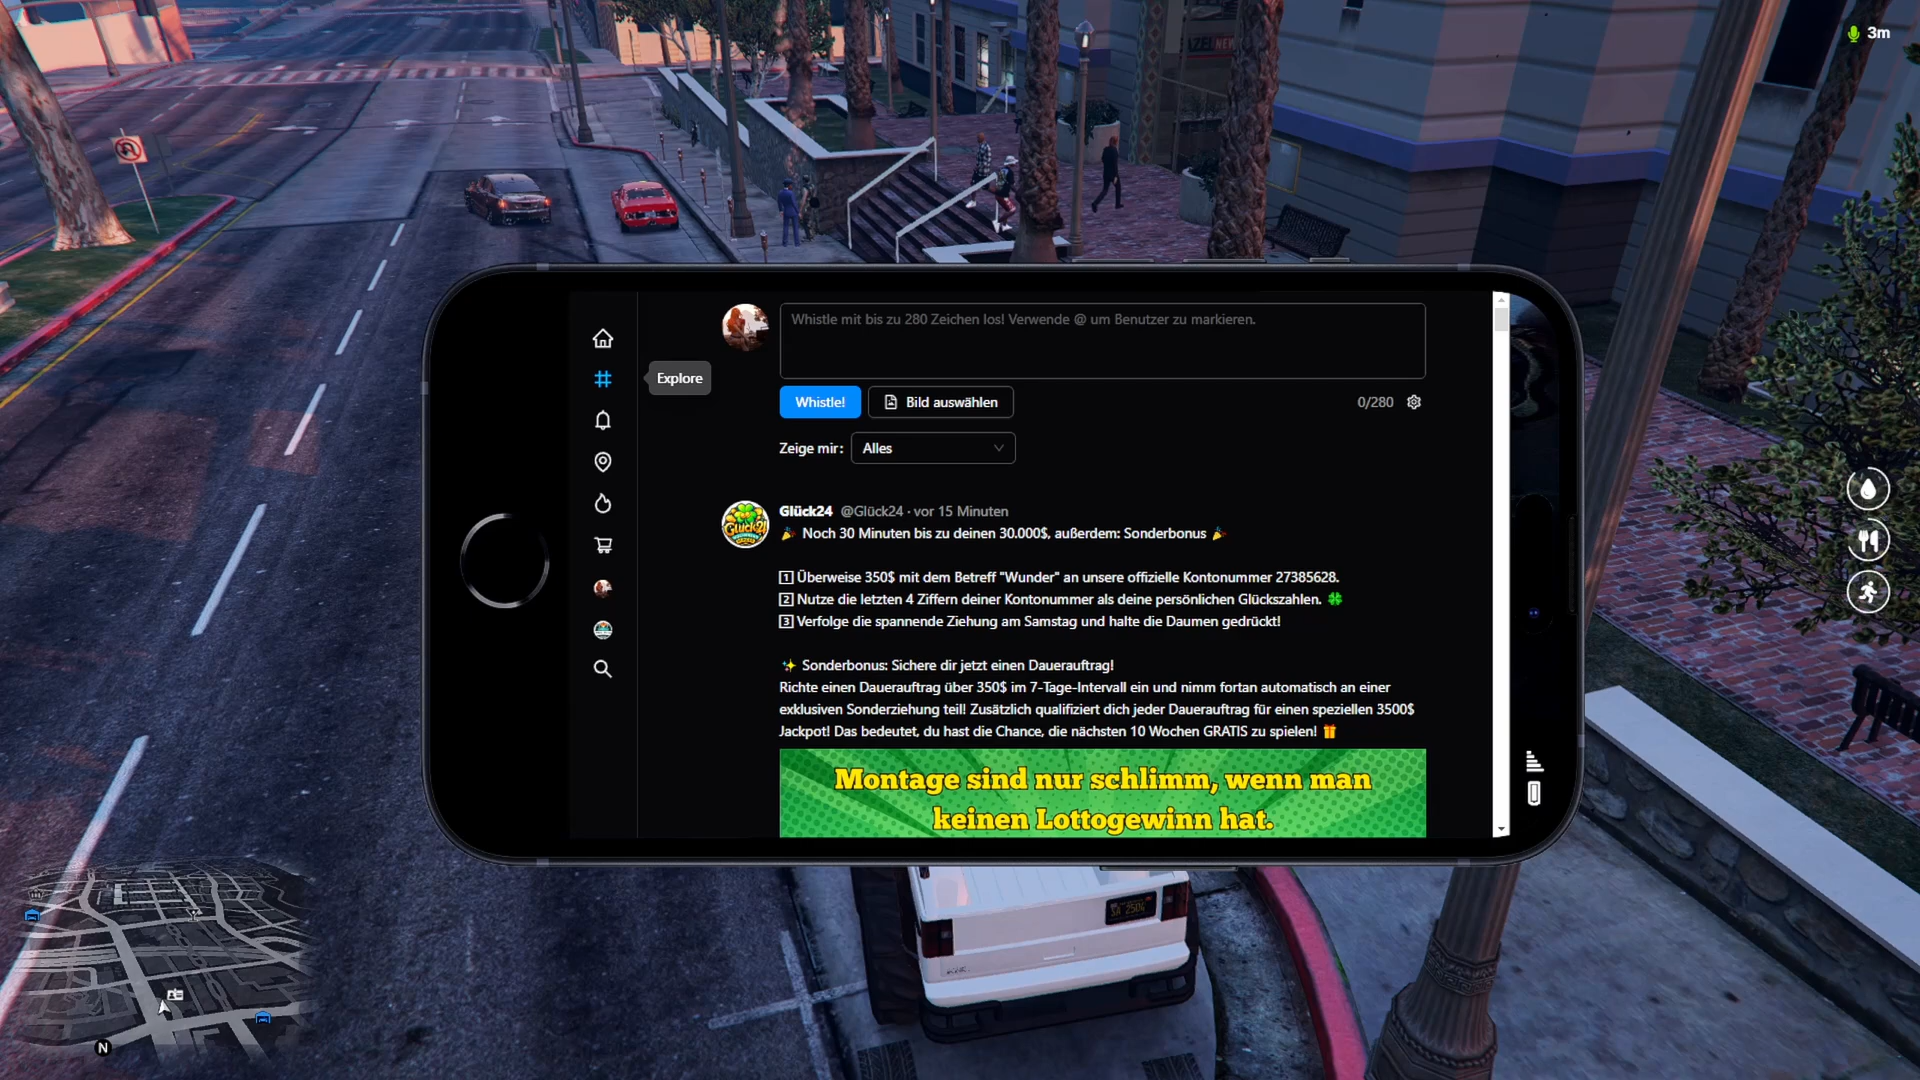 3m
AZEL NEWS
Whistle mit bis zu 280 Zeichen los! Verwende @ um Benutzer zu markieren.
Explore
Whistle!
Bild auswählen
0/280
Zeige mir:
Alles
Glück24 @Glück24 · vor 15 Minuten
🎉 Noch 30 Minuten bis zu deinen 30.000$, außerdem: Sonderbonus 🎉
1️⃣ Überweise 350$ mit dem Betreff "Wunder" an unsere offizielle Kontonummer 27385628.
2️⃣ Nutze die letzten 4 Ziffern deiner Kontonummer als deine persönlichen Glückszahlen. 🍀
3️⃣ Verfolge die spannende Ziehung am Samstag und halte die Daumen gedrückt!
✨ Sonderbonus: Sichere dir jetzt einen Dauerauftrag!
Richte einen Dauerauftrag über 350$ im 7-Tage-Intervall ein und nimm fortan automatisch an einer
exklusiven Sonderziehung teil! Zusätzlich qualifiziert dich jeder Dauerauftrag für einen speziellen 3500$
Jackpot! Das bedeutet, du hast die Chance, die nächsten 10 Wochen GRATIS zu spielen! 🎁
Montage sind nur schlimm, wenn man
keinen Lottogewinn hat.
SA 2506
N